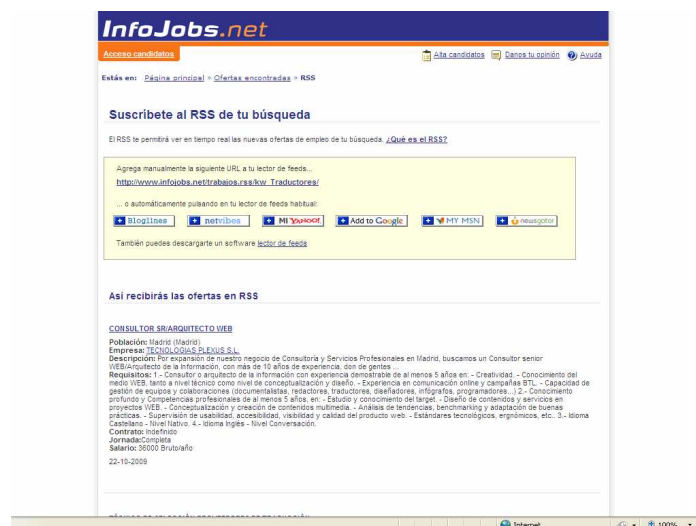 InfoJobs.net
Acceso candidatos
Alta candidatos Danos tu opinión Ayuda
Estás en: Página principal » Ofertas encontradas » RSS
Suscríbete al RSS de tu búsqueda
El RSS te permitirá ver en tiempo real las nuevas ofertas de empleo de tu búsqueda. ¿Qué es el RSS?
Agrega manualmente la siguiente URL a tu lector de feeds...
http://www.infojobs.net/trabajos.rss/kw_Traductores/
... o automáticamente pulsando en tu lector de feeds habitual:
Bloglines netvibes MI YAHOO! Add to Google MY MSN newsgator
También puedes descargarte un software lector de feeds
Así recibirás las ofertas en RSS
CONSULTOR SR/ARQUITECTO WEB
Población: Madrid (Madrid)
Empresa: TECNOLOGIAS PLEXUS S.L.
Descripción: Por expansión de nuestro negocio de Consultoría y Servicios Profesionales en Madrid, buscamos un Consultor senior
WEB/Arquitecto de la Información, con más de 10 años de experiencia, don de gentes ...
Requisitos: 1.- Consultor o arquitecto de la información con experiencia demostrable de al menos 5 años en: - Creatividad. - Conocimiento del
medio WEB, tanto a nivel técnico como nivel de conceptualización y diseño. - Experiencia en comunicación online y campañas BTL. - Capacidad de
gestión de equipos y colaboraciones (documentalistas, redactores, traductores, diseñadores, infógrafos, programadores...) 2.- Conocimiento
profundo y Competencias profesionales de al menos 5 años, en: - Estudio y conocimiento del target. - Diseño de contenidos y servicios en
proyectos WEB. - Conceptualización y creación de contenidos multimedia. - Análisis de tendencias, benchmarking y adaptación de buenas
prácticas. - Supervisión de usabilidad, accesibilidad, visibilidad y calidad del producto web. - Estándares tecnológicos, ergnómicos, etc.. 3.- Idioma
Castellano - Nivel Nativo. 4.- Idioma Inglés - Nivel Conversación.
Contrato: Indefinido
Jornada:Completa
Salario: 36000 Bruto/año
22-10-2009
Internet 100%